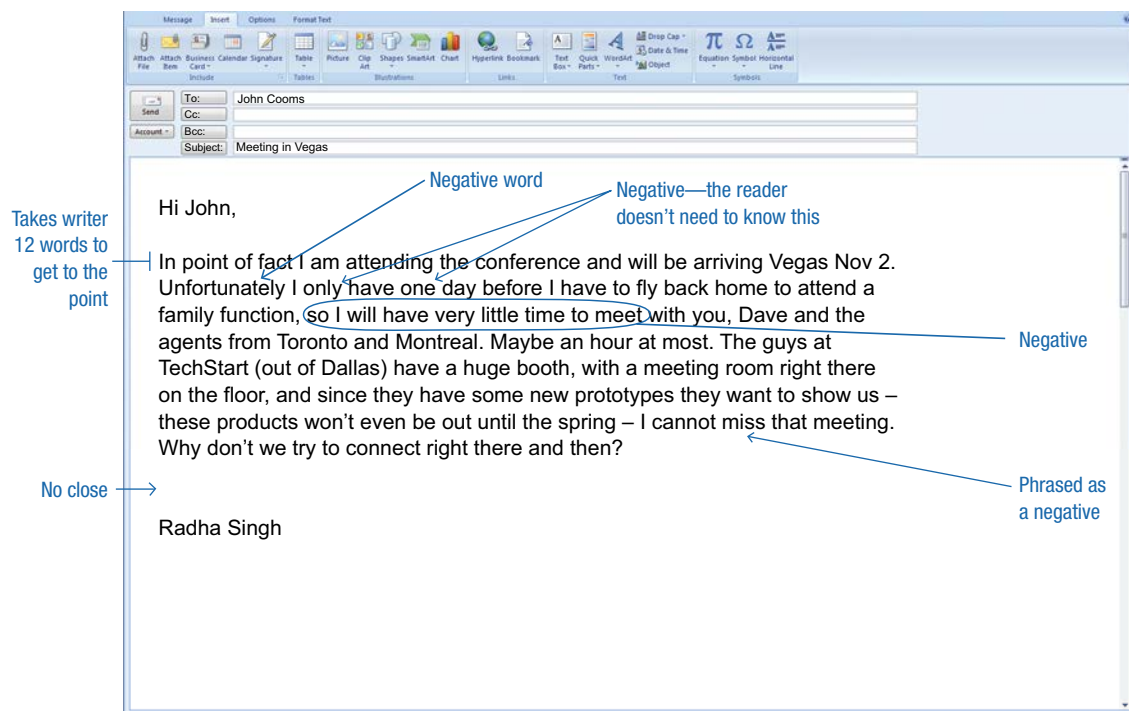 Message Insert Options Format Text
Attach File
Attach Item
Business Card
Calendar
Signature
Include
Table
Tables
Picture
Clip Art
Shapes
SmartArt
Chart
Illustrations
Hyperlink
Bookmark
Links
Text Box
Quick Parts
WordArt
Drop Cap
Date & Time
Object
Text
Equation
Symbol
Horizontal Line
Symbols
Send
Account
To: John Cooms
Cc:
Bcc:
Subject: Meeting in Vegas
Negative word
Negative—the reader
doesn't need to know this
Takes writer
12 words to
get to the
point
Hi John,
In point of fact I am attending the conference and will be arriving Vegas Nov 2.
Unfortunately I only have one day before I have to fly back home to attend a
family function, so I will have very little time to meet with you, Dave and the
agents from Toronto and Montreal. Maybe an hour at most. The guys at
TechStart (out of Dallas) have a huge booth, with a meeting room right there
on the floor, and since they have some new prototypes they want to show us –
these products won't even be out until the spring – I cannot miss that meeting.
Why don't we try to connect right there and then?
Negative
Phrased as
a negative
No close
Radha Singh